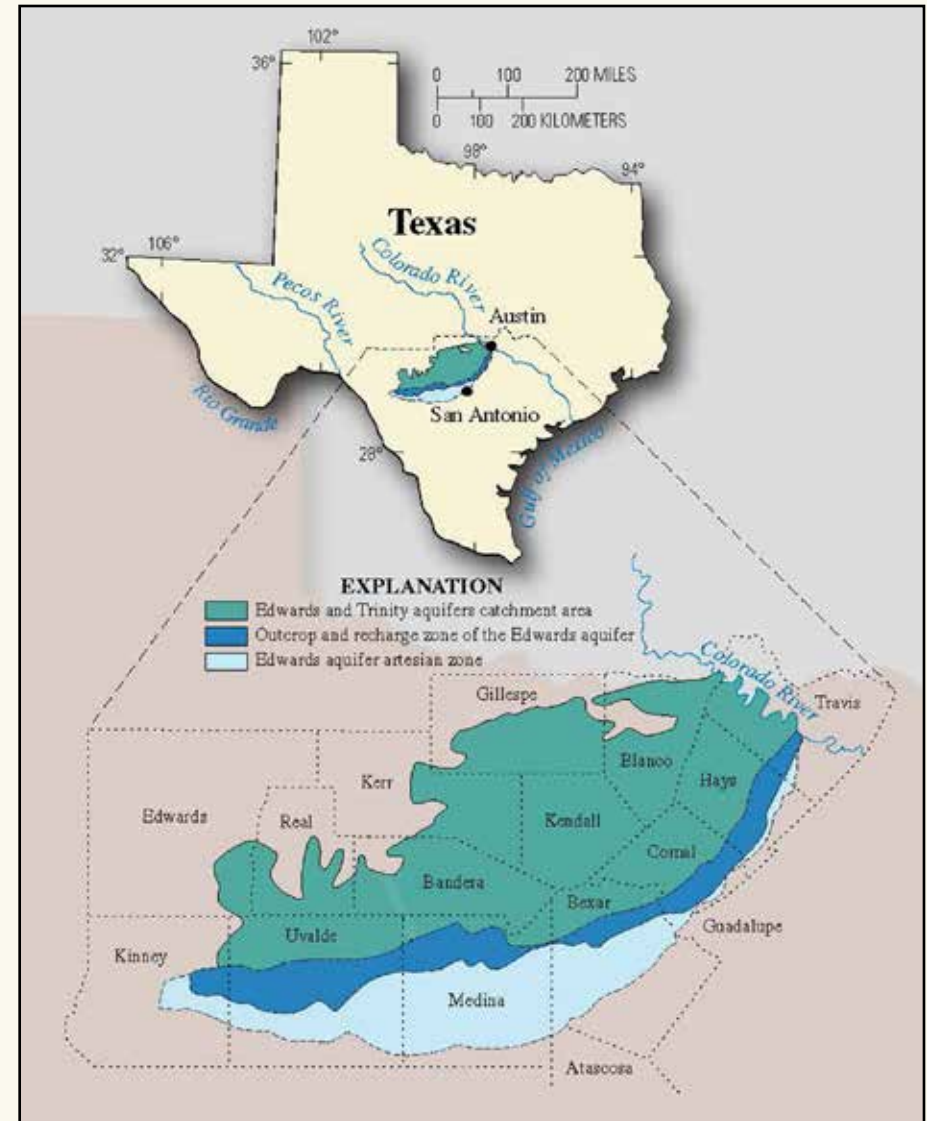 102°
36°
0 100 200 MILES
0 100 200 KILOMETERS
98°
94°
Texas
32° 106°
Colorado River
Pecos River
Austin
Rio Grande
San Antonio
28°
Gulf of Mexico
EXPLANATION
Edwards and Trinity aquifers catchment area
Outcrop and recharge zone of the Edwards aquifer
Edwards aquifer artesian zone
Colorado River
Gillespe
Travis
Blanco
Kerr
Hays
Edwards
Real
Kendall
Comal
Bandera
Bexar
Guadalupe
Uvalde
Kinney
Medina
Atascosa